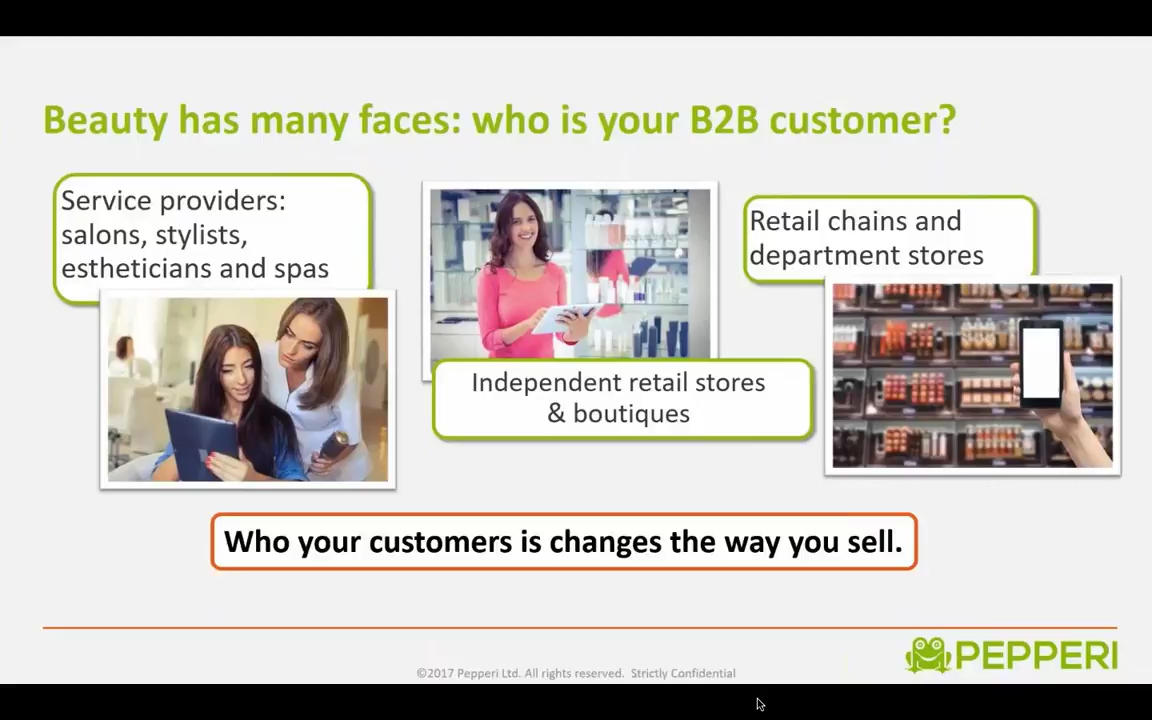 Beauty has many faces: who is your B2B customer?
Service providers:
salons, stylists,
estheticians and spas
Independent retail stores
& boutiques
Retail chains and
department stores
Who your customers is changes the way you sell.
©2017 Pepperi Ltd. All rights reserved. Strictly Confidential
PEPPERI